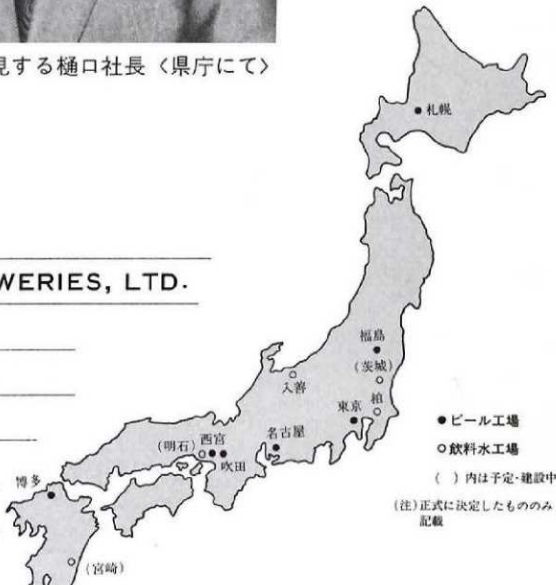 見する樋口社長〈県庁にて〉
WERIES, LTD.
札幌
福島
(茨城)
入善
柏
東京
名古屋
(明石)
西宮
吹田
博多
(宮崎)
●ビール工場
○飲料水工場
( )内は予定・建設中
(注)正式に決定したもののみ
記載